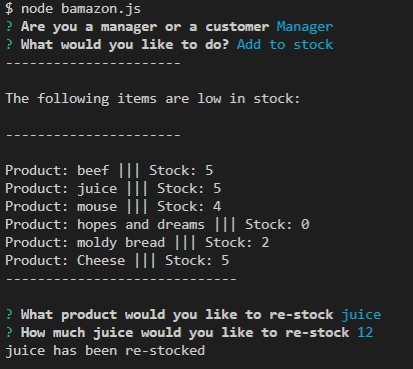 $ node bamazon.js
? Are you a manager or a customer Manager
? What would you like to do? Add to stock
----------------------
The following items are low in stock:
----------------------
Product: beef ||| Stock: 5
Product: juice ||| Stock: 5
Product: mouse ||| Stock: 4
Product: hopes and dreams ||| Stock: 0
Product: moldy bread ||| Stock: 2
Product: Cheese ||| Stock: 5
-----------------------------
? What product would you like to re-stock juice
? How much juice would you like to re-stock 12
juice has been re-stocked